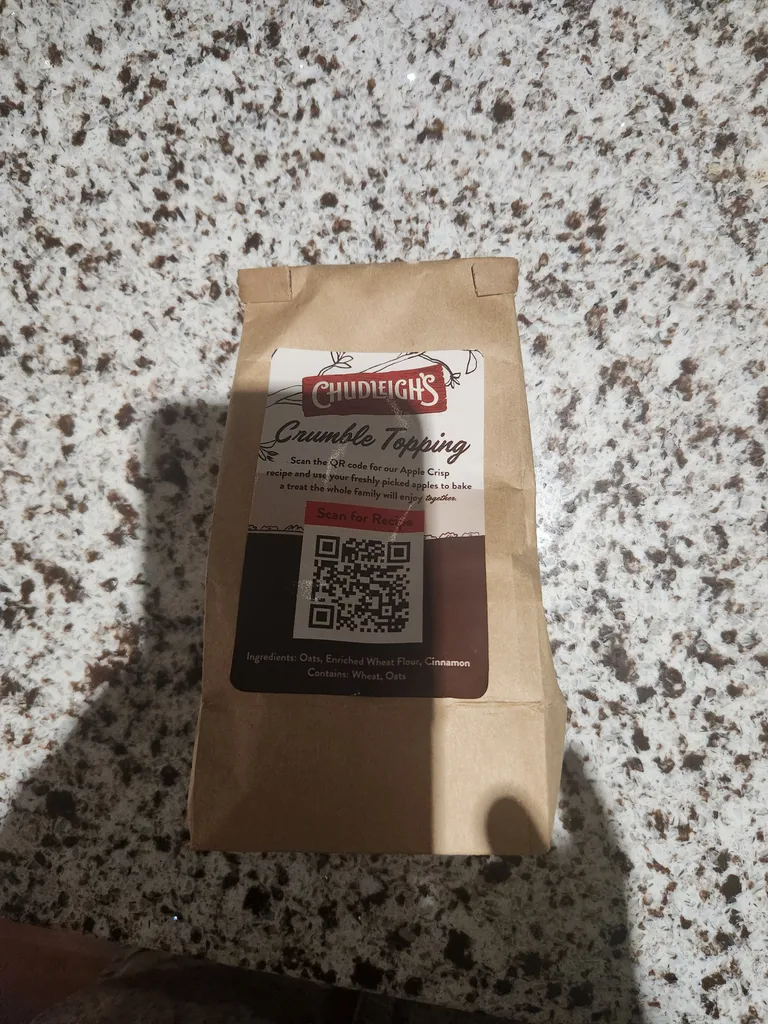 CHUDLEIGH'S
Crumble Topping
Scan the QR code for our Apple Crisp
recipe and use your freshly picked apples to bake
a treat the whole family will enjoy together.
Scan for Recipe
Ingredients: Oats, Enriched Wheat Flour, Cinnamon
Contains: Wheat, Oats